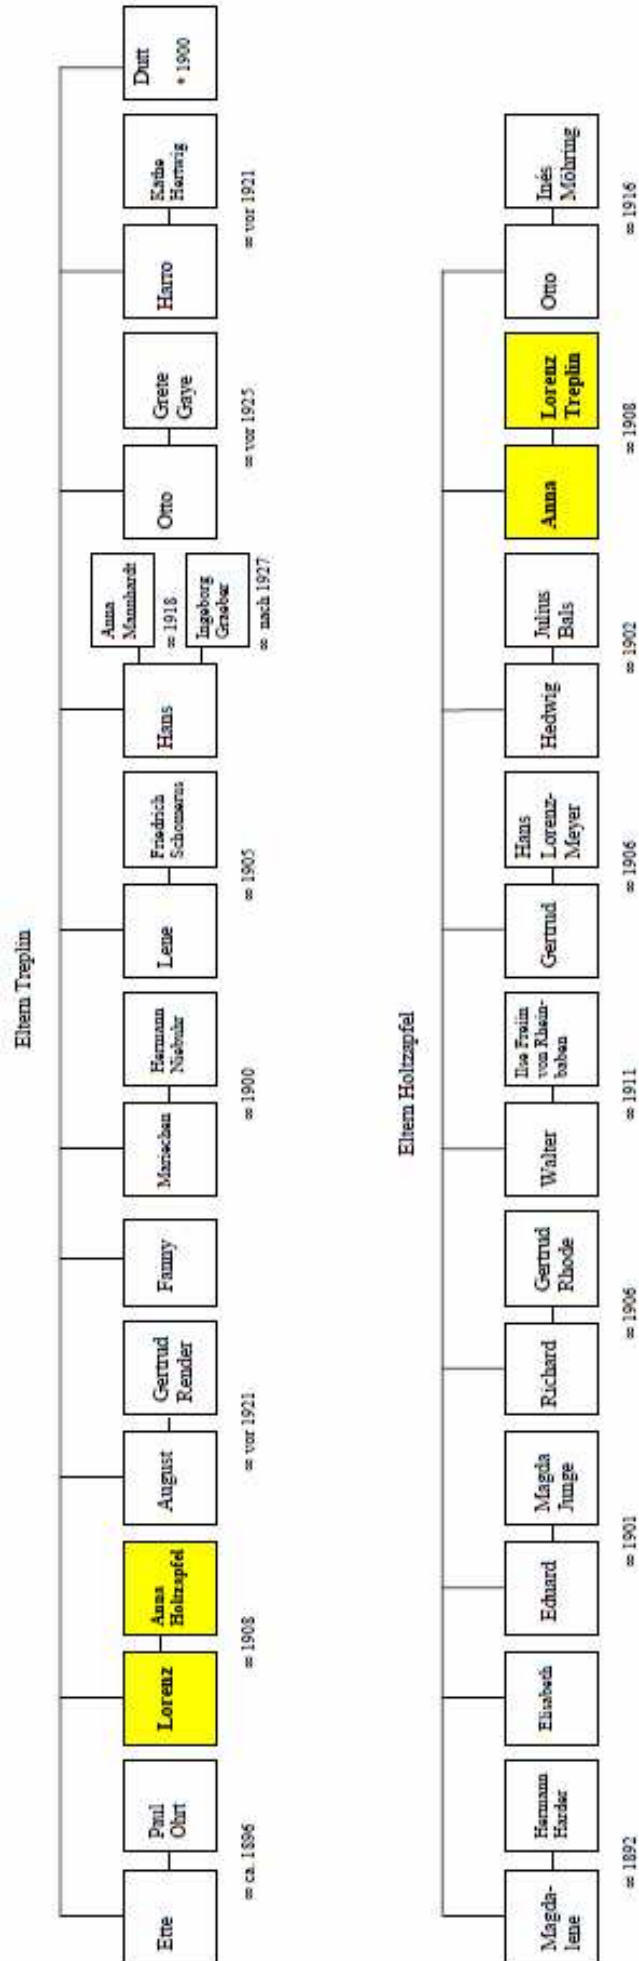 Eltern Treplin
Ette
Paul
Ohrt
∞ ca. 1896
Lorenz
Anna
Holtzapfel
∞ 1908
August
Gertrud
Render
∞ vor 1921
Fanny
Mariechen
Hermann
Niebuhr
∞ 1900
Lene
Friedrich
Schomerus
∞ 1905
Hans
Anna
Mannhardt
∞ 1918
Ingeborg
Graeber
∞ nach 1927
Otto
Grete
Gaye
∞ vor 1925
Harro
Käthe
Hertwig
∞ vor 1921
Dutt
* 1900
Eltern Holtzapfel
Magda-
lene
Hermann
Harder
∞ 1892
Elisabeth
Eduard
Magda
Junge
∞ 1901
Richard
Gertrud
Rhode
∞ 1906
Walter
Ilse Freiin
von Rhein-
baben
∞ 1911
Gertrud
Hans
Lorenz-
Meyer
∞ 1906
Hedwig
Julius
Bals
∞ 1902
Anna
Lorenz
Treplin
∞ 1908
Otto
Inés
Möhring
∞ 1916